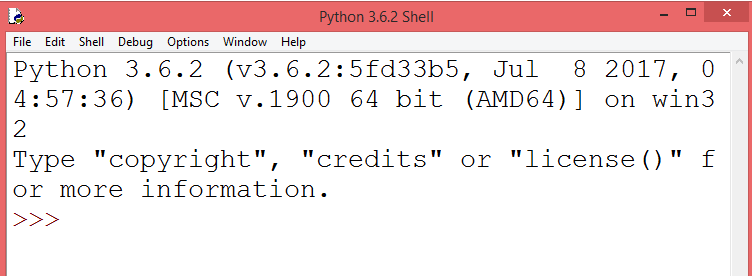 Python 3.6.2 Shell
File Edit Shell Debug Options Window Help
Python 3.6.2 (v3.6.2:5fd33b5, Jul  8 2017, 0
4:57:36) [MSC v.1900 64 bit (AMD64)] on win3
2
Type "copyright", "credits" or "license()" f
or more information.
>>>